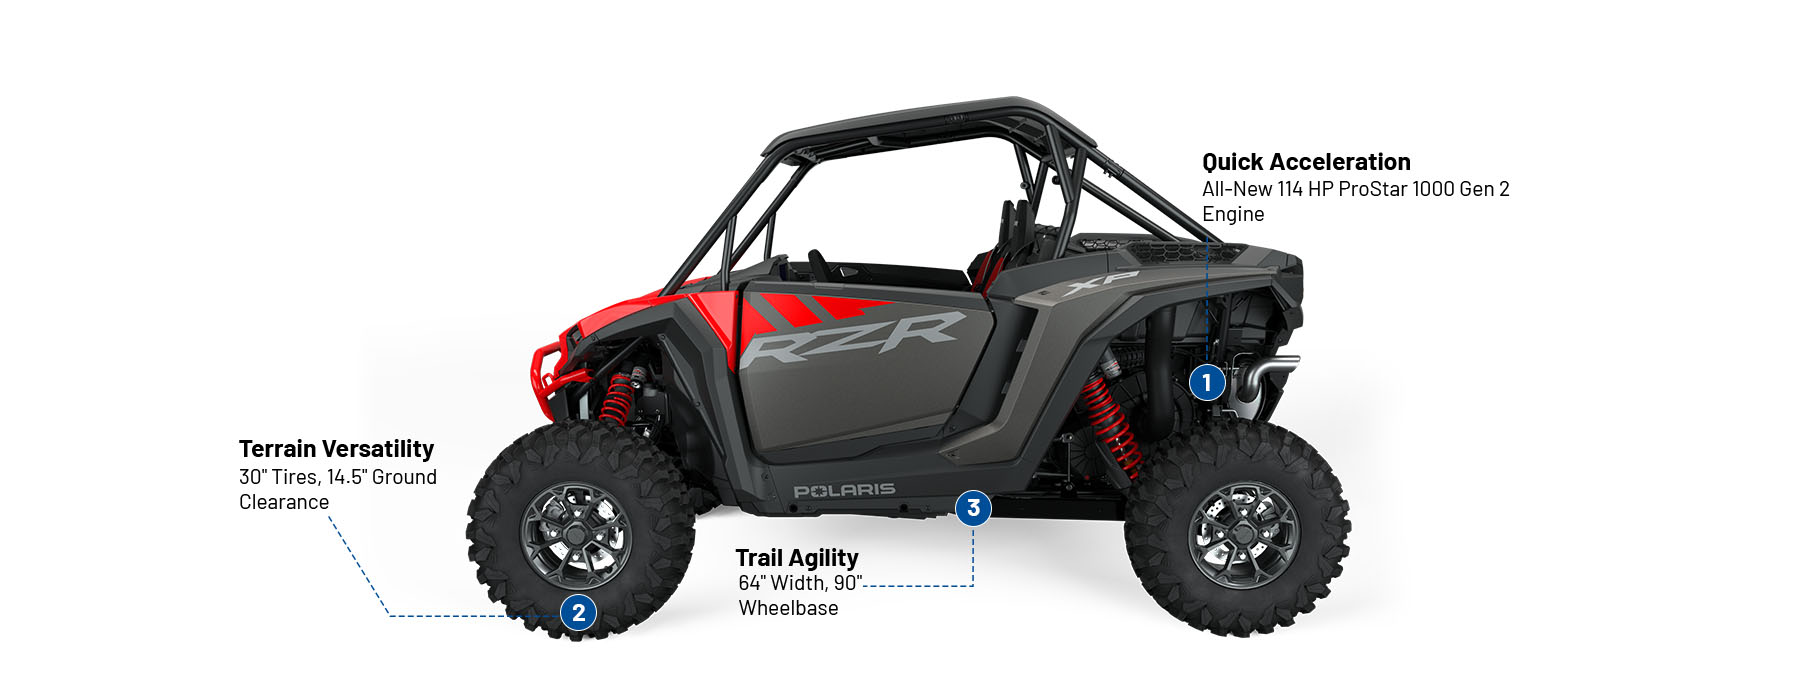 Quick Acceleration
All-New 114 HP ProStar 1000 Gen 2
Engine
XP
RZR
1
Terrain Versatility
30" Tires, 14.5" Ground
Clearance
POLARIS
3
Trail Agility
64" Width, 90"
Wheelbase
2